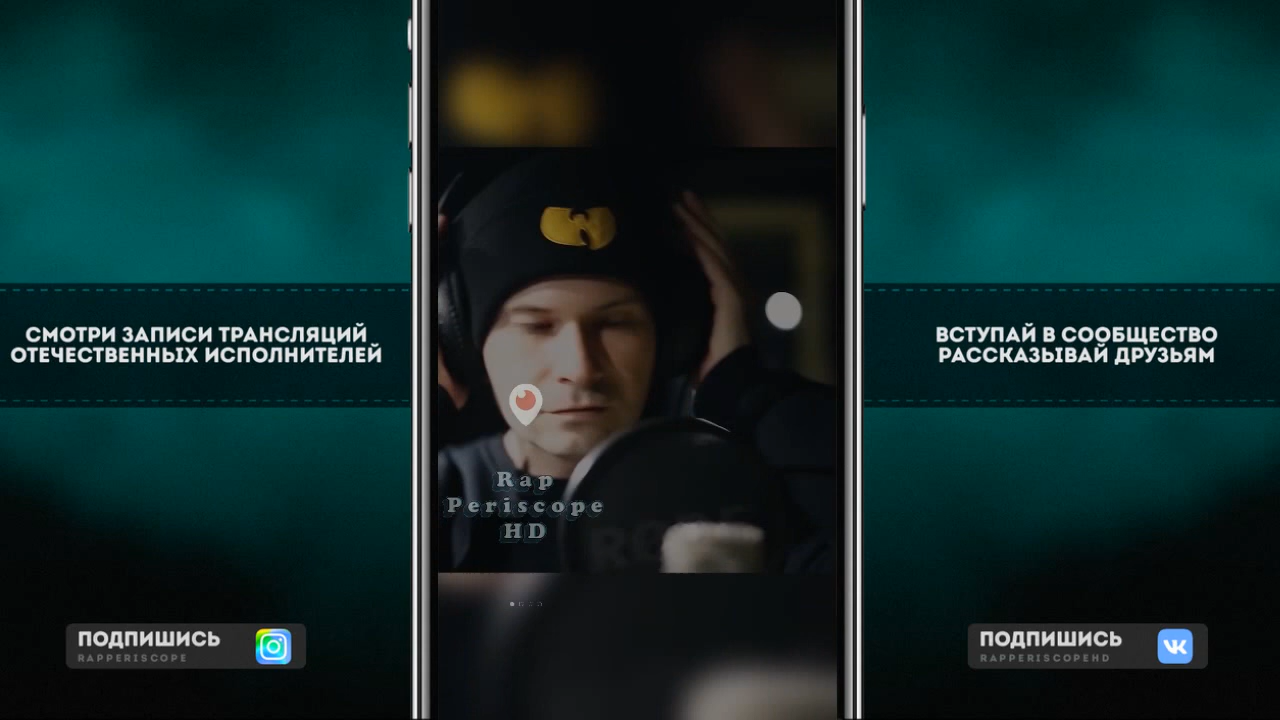 СМОТРИ ЗАПИСИ ТРАНСЛЯЦИЙ
ОТЕЧЕСТВЕННЫХ ИСПОЛНИТЕЛЕЙ
ВСТУПАЙ В СООБЩЕСТВО
РАССКАЗЫВАЙ ДРУЗЬЯМ
Rap
Periscope
HD
ПОДПИШИСЬ
RAPPERISCOPE
ПОДПИШИСЬ
RAPPERISCOPEHD